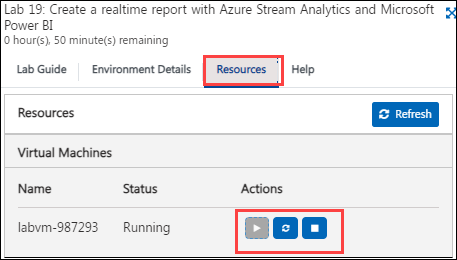 Lab 19: Create a realtime report with Azure Stream Analytics and Microsoft
Power BI
0 hour(s), 50 minute(s) remaining
Lab Guide Environment Details Resources Help
Resources Refresh
Virtual Machines
Name Status Actions
labvm-987293 Running